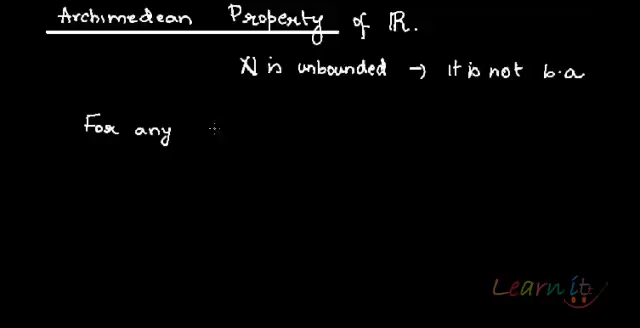 Archimedean Property of ℝ.
ℕ is unbounded → It is not b.a
For any
Learnit